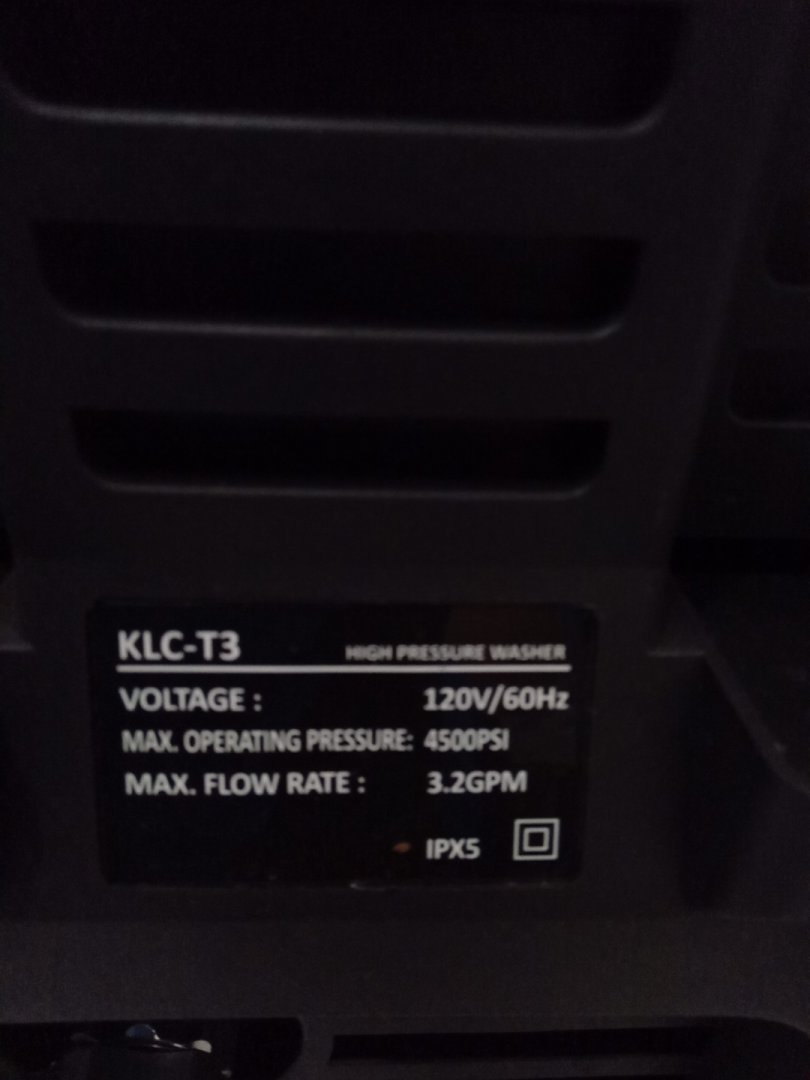 KLC-T3 HIGH PRESSURE WASHER
VOLTAGE : 120V/60Hz
MAX. OPERATING PRESSURE: 4500PSI
MAX. FLOW RATE : 3.2GPM
IPX5